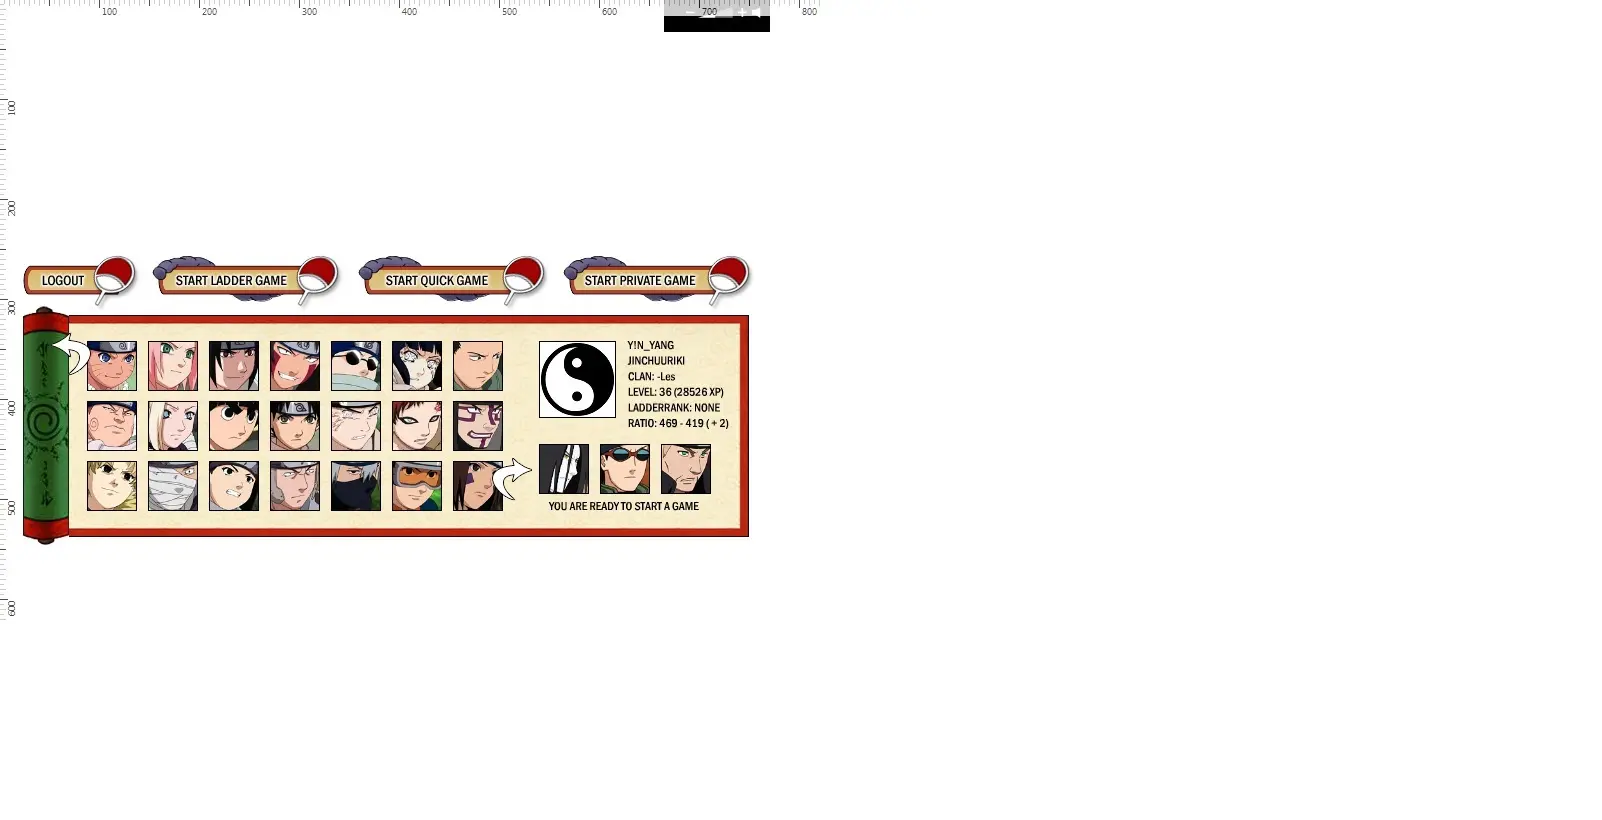 100 200 300 400 500 600 700 800
100
200
300
400
500
600
LOGOUT
START LADDER GAME
START QUICK GAME
START PRIVATE GAME
Y!N_YANG
JINCHUURIKI
CLAN: -Les
LEVEL: 36 (28526 XP)
LADDERRANK: NONE
RATIO: 469 - 419 ( + 2)
YOU ARE READY TO START A GAME